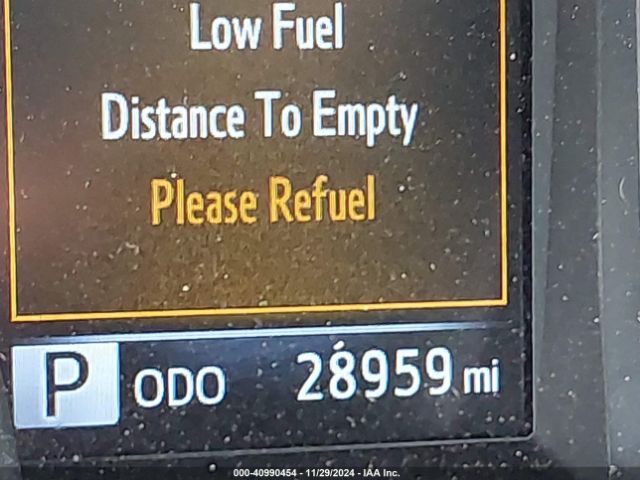 Low Fuel
Distance To Empty
Please Refuel
P ODO 28959 mi
000-40990454 - 11/29/2024 - IAA Inc.